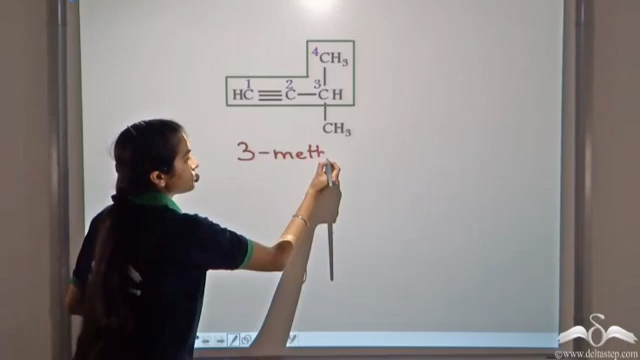 4
CH₃
1 2 3
HC≡C—CH
CH₃
3-meth
©www.deltastep.com